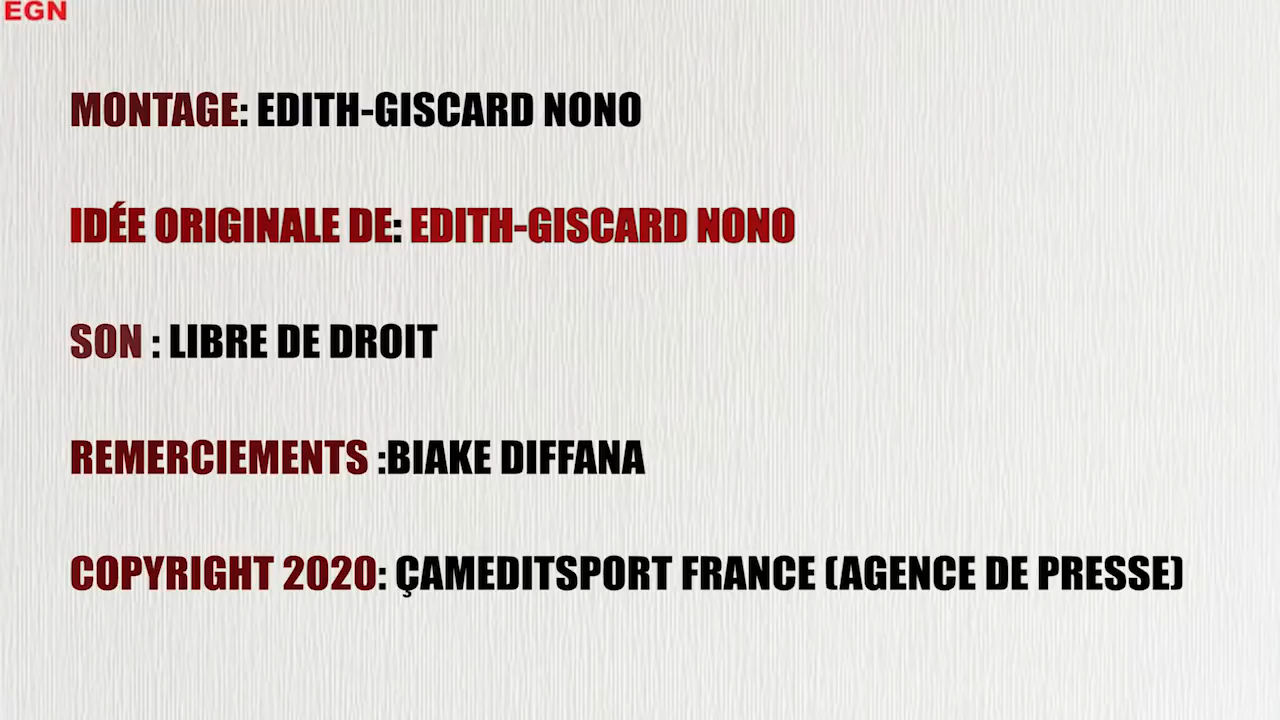 EGN
MONTAGE: EDITH-GISCARD NONO
IDÉE ORIGINALE DE: EDITH-GISCARD NONO
SON : LIBRE DE DROIT
REMERCIEMENTS :BIAKE DIFFANA
COPYRIGHT 2020: ÇAMEDITSPORT FRANCE (AGENCE DE PRESSE)